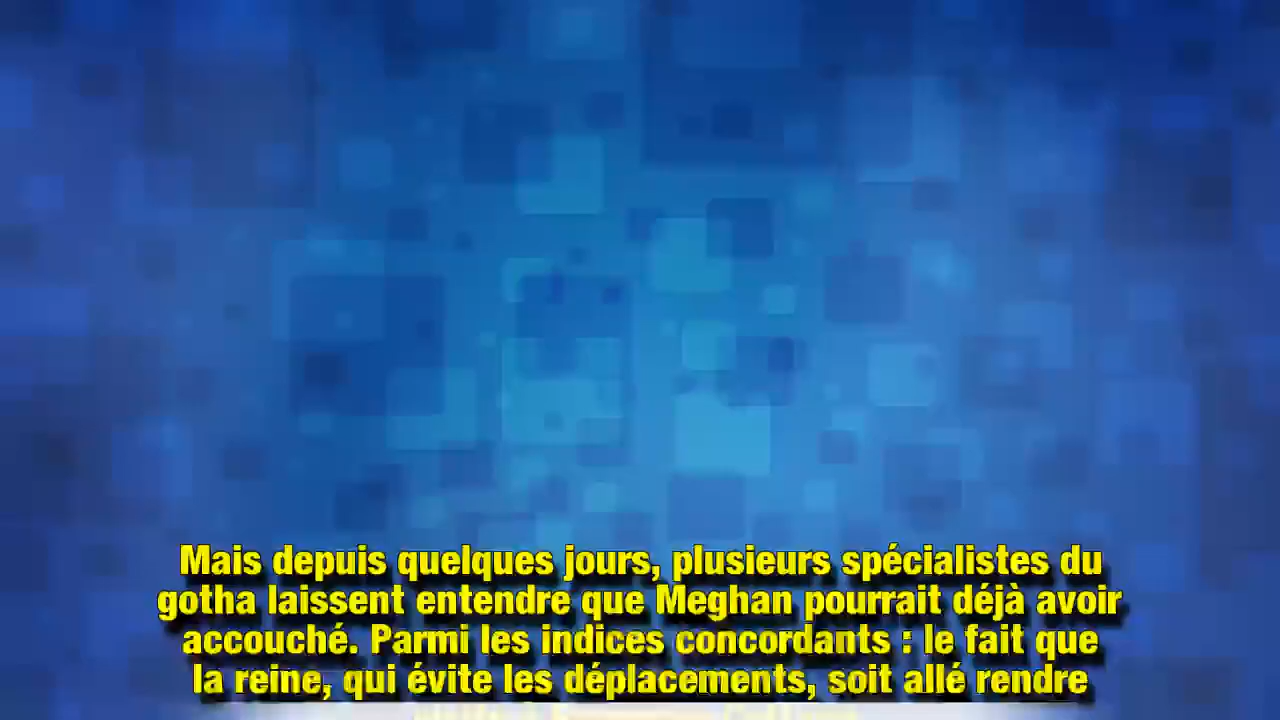 Mais depuis quelques jours, plusieurs spécialistes du
gotha laissent entendre que Meghan pourrait déjà avoir
accouché. Parmi les indices concordants : le fait que
la reine, qui évite les déplacements, soit allé rendre